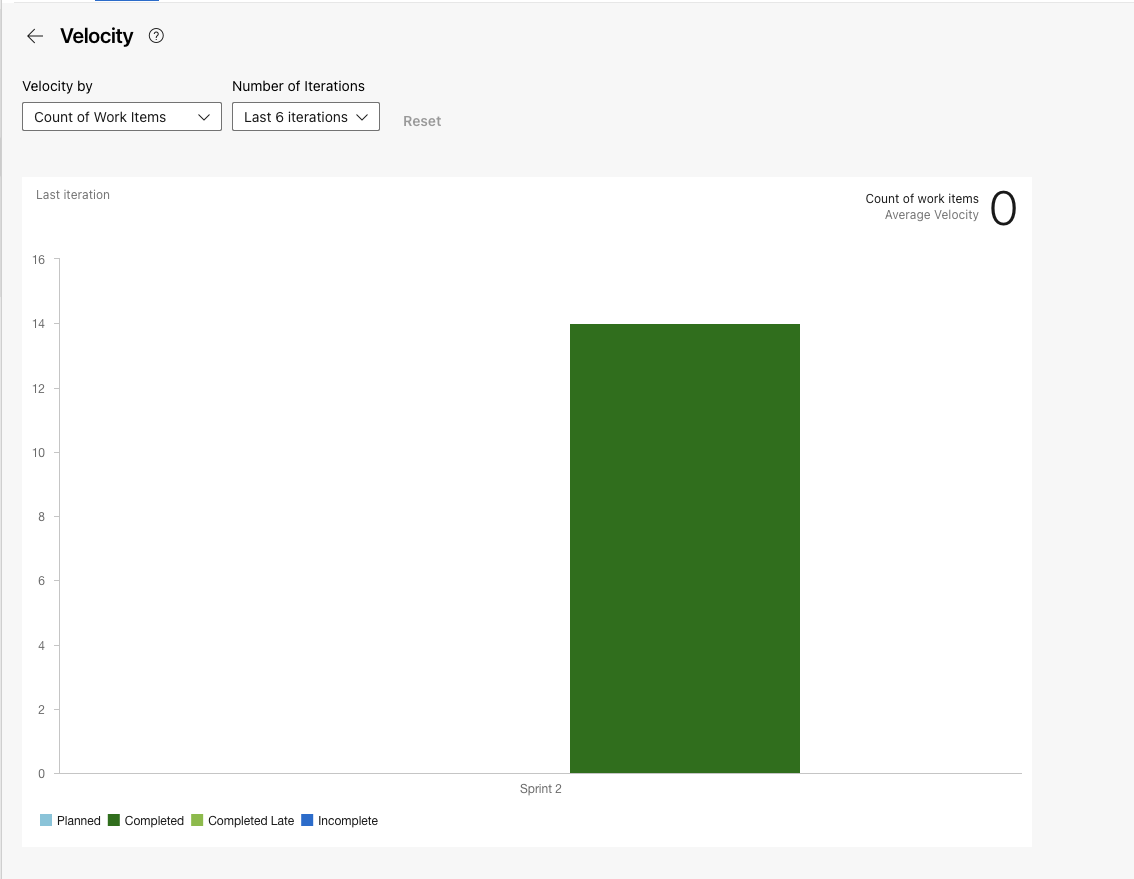 Velocity
Velocity by
Number of Iterations
Count of Work Items
Last 6 iterations
Reset
Last iteration
Count of work items
Average Velocity
0
16
14
12
10
8
6
4
2
0
Sprint 2
Planned Completed Completed Late Incomplete